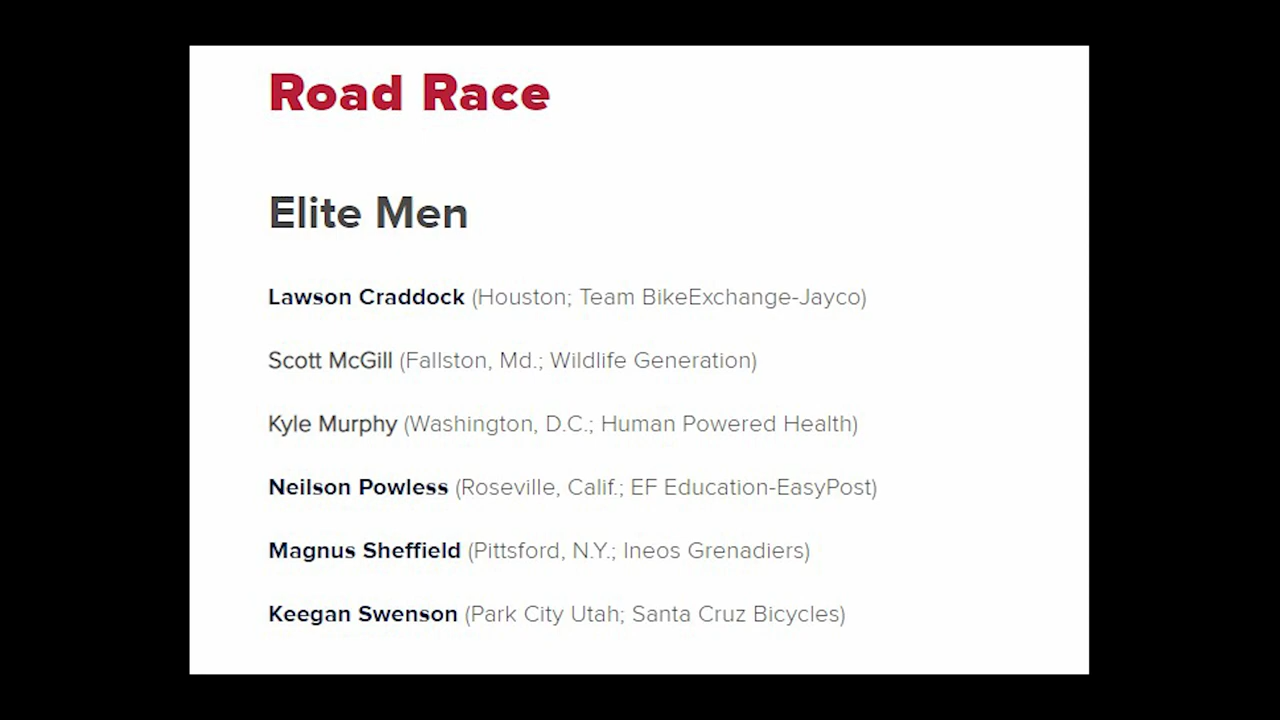 Road Race
Elite Men
Lawson Craddock (Houston; Team BikeExchange-Jayco)
Scott McGill (Fallston, Md.; Wildlife Generation)
Kyle Murphy (Washington, D.C.; Human Powered Health)
Neilson Powless (Roseville, Calif.; EF Education-EasyPost)
Magnus Sheffield (Pittsford, N.Y.; Ineos Grenadiers)
Keegan Swenson (Park City Utah; Santa Cruz Bicycles)